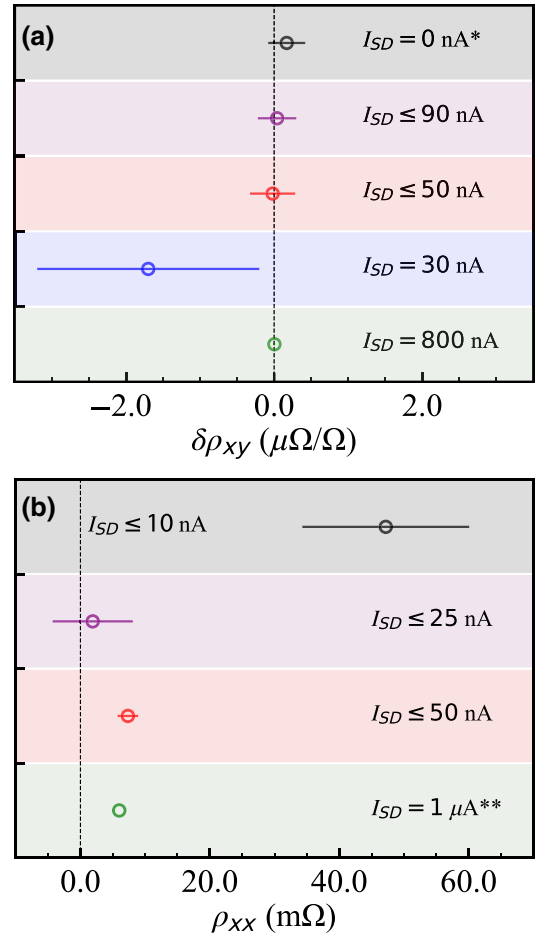 (a)
I_SD = 0 nA*
I_SD ≤ 90 nA
I_SD ≤ 50 nA
I_SD = 30 nA
I_SD = 800 nA
−2.0 0.0 2.0
δρ_xy (μΩ/Ω)
(b)
I_SD ≤ 10 nA
I_SD ≤ 25 nA
I_SD ≤ 50 nA
I_SD = 1 μA**
0.0 20.0 40.0 60.0
ρ_xx (mΩ)